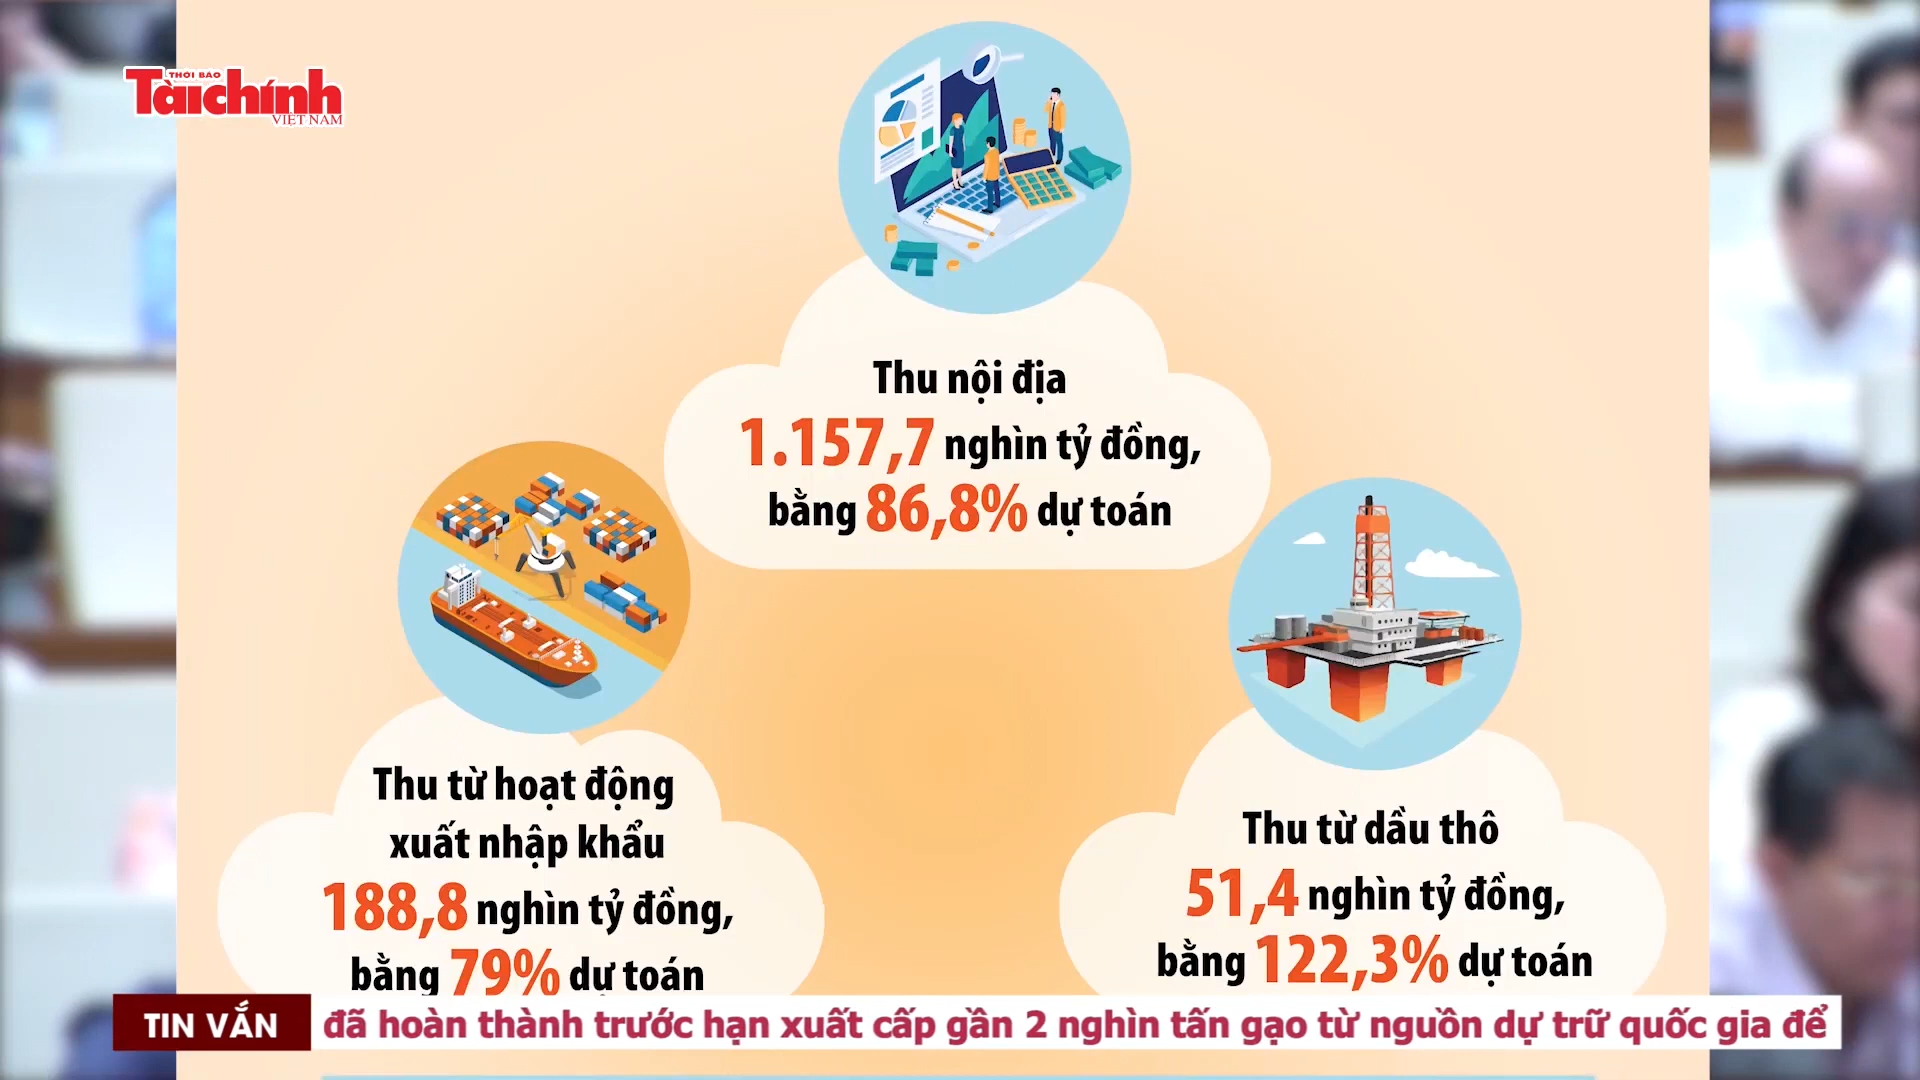 THỜI BÁO
Tàichính
VIỆT NAM
Thu nội địa
1.157,7 nghìn tỷ đồng,
bằng 86,8% dự toán
Thu từ hoạt động
xuất nhập khẩu
188,8 nghìn tỷ đồng,
bằng 79% dự toán
Thu từ dầu thô
51,4 nghìn tỷ đồng,
bằng 122,3% dự toán
TIN VẮN
đã hoàn thành trước hạn xuất cấp gần 2 nghìn tấn gạo từ nguồn dự trữ quốc gia để